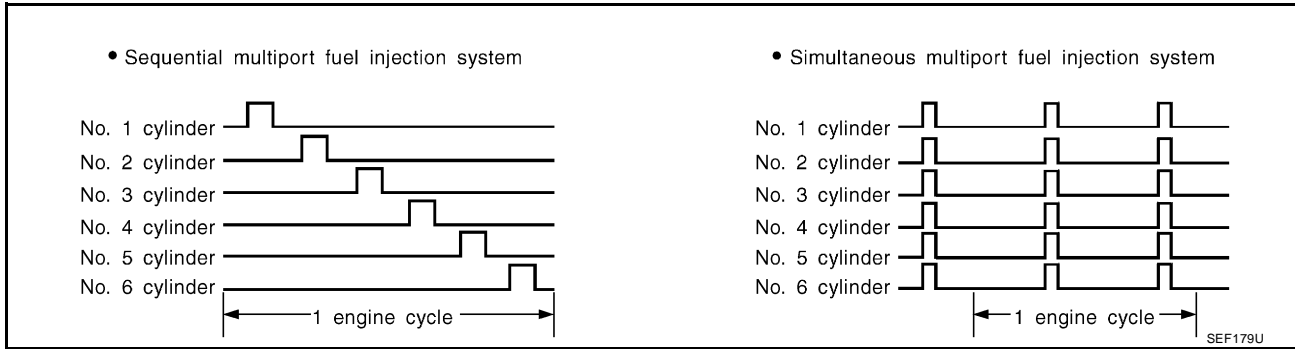 • Sequential multiport fuel injection system
No. 1 cylinder
No. 2 cylinder
No. 3 cylinder
No. 4 cylinder
No. 5 cylinder
No. 6 cylinder
1 engine cycle
• Simultaneous multiport fuel injection system
No. 1 cylinder
No. 2 cylinder
No. 3 cylinder
No. 4 cylinder
No. 5 cylinder
No. 6 cylinder
1 engine cycle
SEF179U